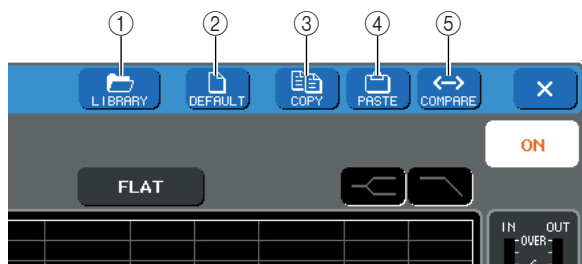 ① ② ③ ④ ⑤
LIBRARY DEFAULT COPY PASTE COMPARE
ON
FLAT
IN OUT
OVER